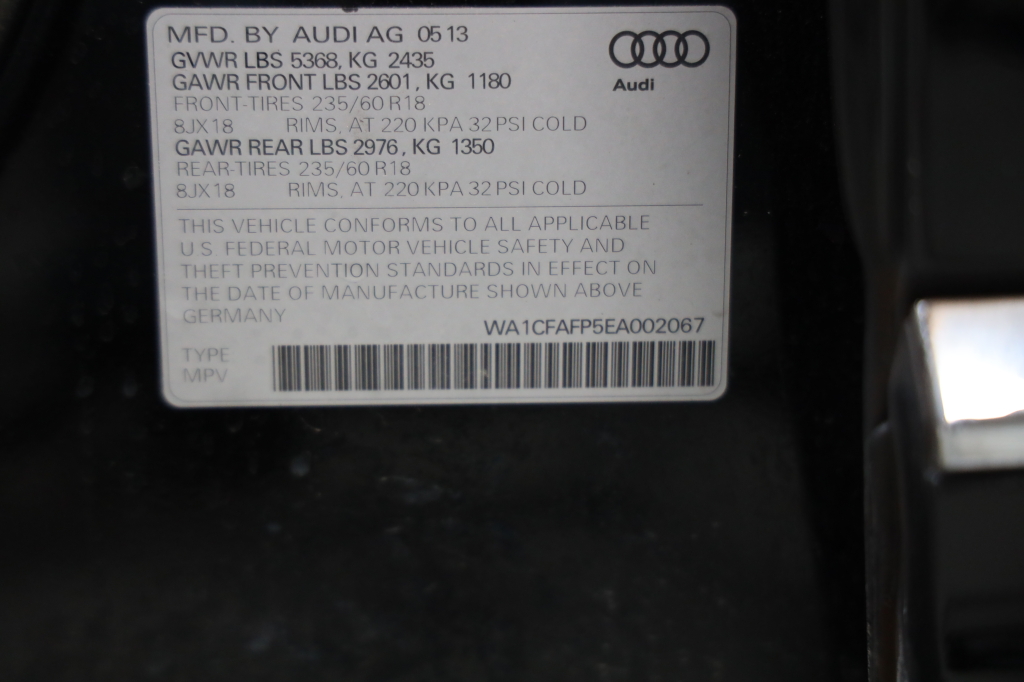 MFD. BY AUDI AG 05 13
GVWR LBS 5368, KG 2435
GAWR FRONT LBS 2601, KG 1180
FRONT-TIRES 235/60 R18
8JX18 RIMS, AT 220 KPA 32 PSI COLD
GAWR REAR LBS 2976, KG 1350
REAR-TIRES 235/60 R18
8JX18 RIMS, AT 220 KPA 32 PSI COLD
Audi
THIS VEHICLE CONFORMS TO ALL APPLICABLE
U.S. FEDERAL MOTOR VEHICLE SAFETY AND
THEFT PREVENTION STANDARDS IN EFFECT ON
THE DATE OF MANUFACTURE SHOWN ABOVE
GERMANY
WA1CFAFP5EA002067
TYPE
MPV